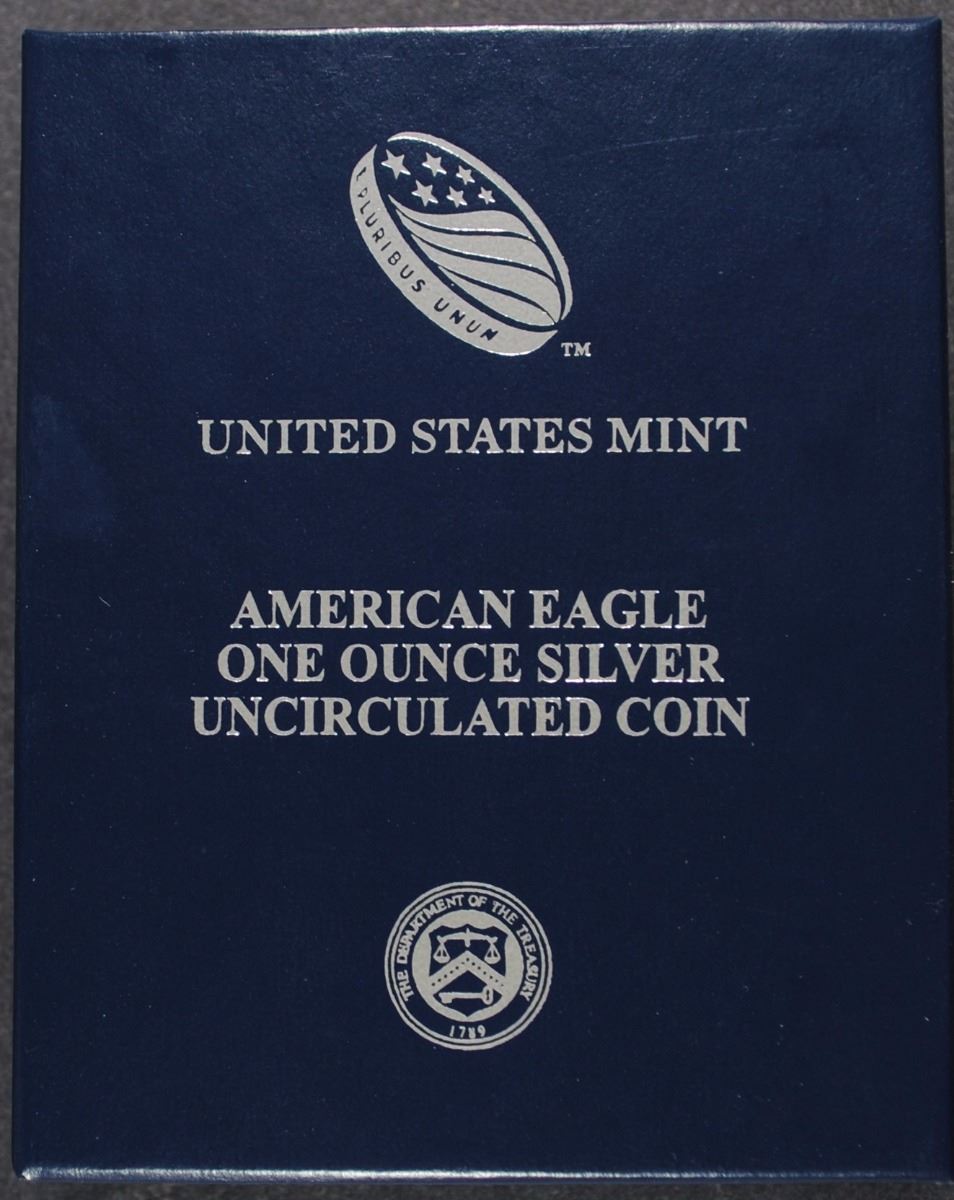 E PLURIBUS UNUM
TM
UNITED STATES MINT
AMERICAN EAGLE
ONE OUNCE SILVER
UNCIRCULATED COIN
THE DEPARTMENT OF THE TREASURY
1789